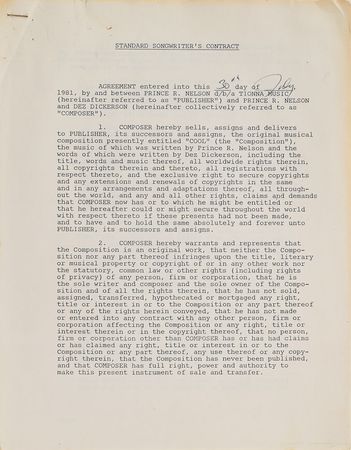 STANDARD SONGWRITER'S CONTRACT
AGREEMENT entered into this 30th day of July,
1981, by and between PRINCE R. NELSON d/b/a TIONNA MUSIC
(hereinafter referred to as "PUBLISHER") and PRINCE R. NELSON
and DEZ DICKERSON (hereinafter collectively referred to as
"COMPOSER").
1. COMPOSER hereby sells, assigns and delivers
to PUBLISHER, its successors and assigns, the original musical
composition presently entitled "COOL" (the "Composition"),
the music of which was written by Prince R. Nelson and the
words of which were written by Dez Dickerson, including the
title, words and music thereof, all worldwide rights therein,
all copyrights therein and thereto, all registrations with
respect thereto, and the exclusive right to secure copyrights
and any extensions and renewals of copyrights in the same
and in any arrangements and adaptations thereof, all through-
out the world, and any and all other rights, claims and demands
that COMPOSER now has or to which he might be entitled or
that he hereafter could or might secure throughout the world
with respect thereto if these presents had not been made,
and to have and to hold the same absolutely and forever unto
PUBLISHER, its successors and assigns.
2. COMPOSER hereby warrants and represents that
the Composition is an original work, that neither the Compo-
sition nor any part thereof infringes upon the title, literary
or musical property or copyright of or in any other work nor
the statutory, common law or other rights (including rights
of privacy) of any person, firm or corporation, that he is
the sole writer and composer and the sole owner of the Compo-
sition and of all the rights therein, that he has not sold,
assigned, transferred, hypothecated or mortgaged any right,
title or interest in or to the Composition or any part thereof
or any of the rights herein conveyed, that he has not made
or entered into any contract with any other person, firm or
corporation affecting the Composition or any right, title or
interest therein or in the copyright thereof, that no person,
firm or corporation other than COMPOSER has or has had claims
or has claimed any right, title or interest in or to the
Composition or any part thereof, any use thereof or any copy-
right therein, that the Composition has never been published,
and that COMPOSER has full right, power and authority to
make this present instrument of sale and transfer.